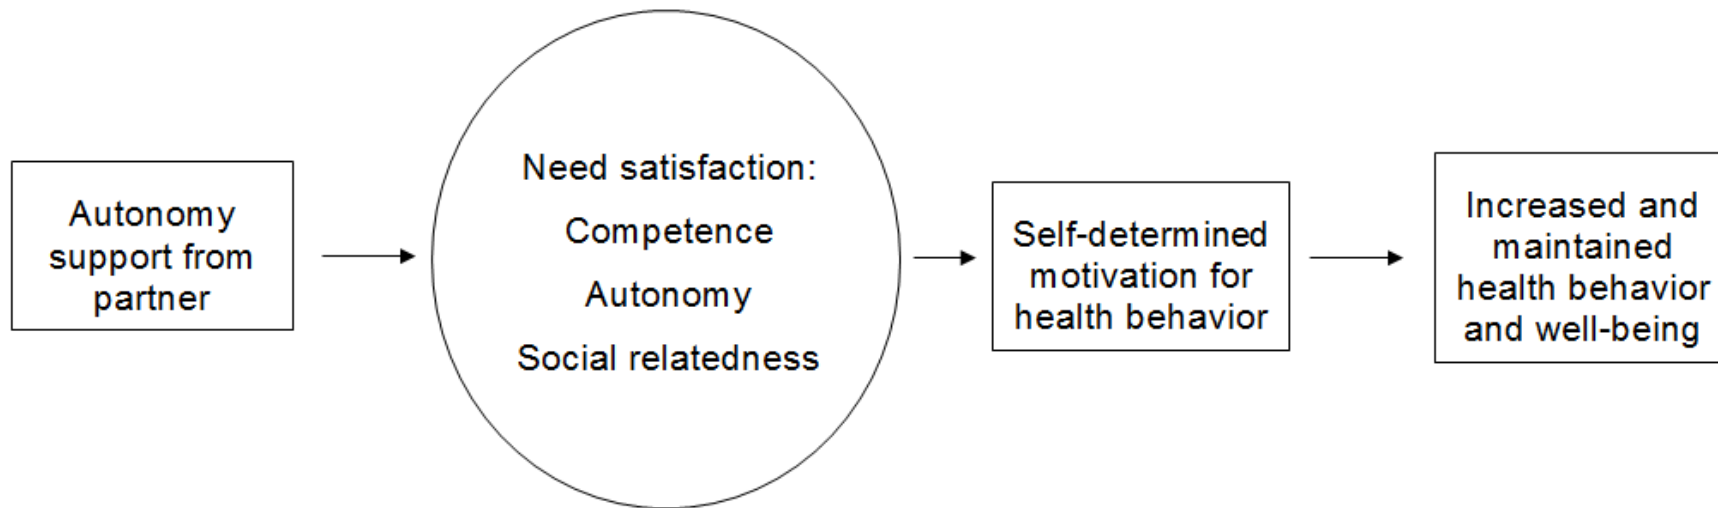 Autonomy
support from
partner
Need satisfaction:
Competence
Autonomy
Social relatedness
Self-determined
motivation for
health behavior
Increased and
maintained
health behavior
and well-being